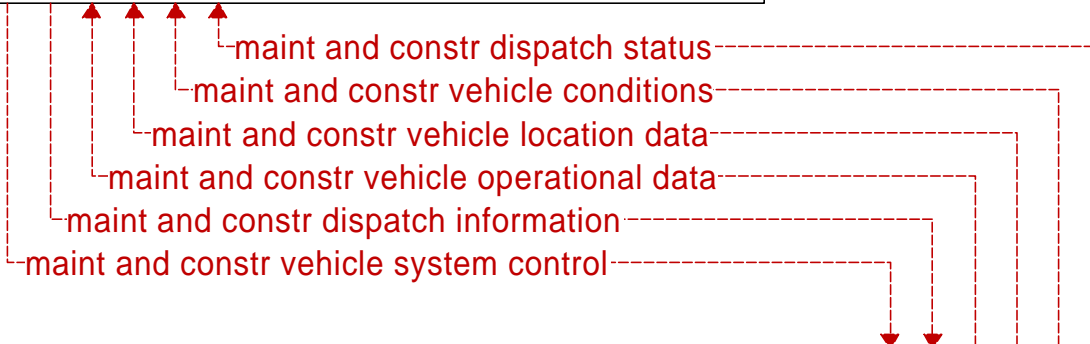 maint and constr dispatch status
maint and constr vehicle conditions
maint and constr vehicle location data
maint and constr vehicle operational data
maint and constr dispatch information
maint and constr vehicle system control